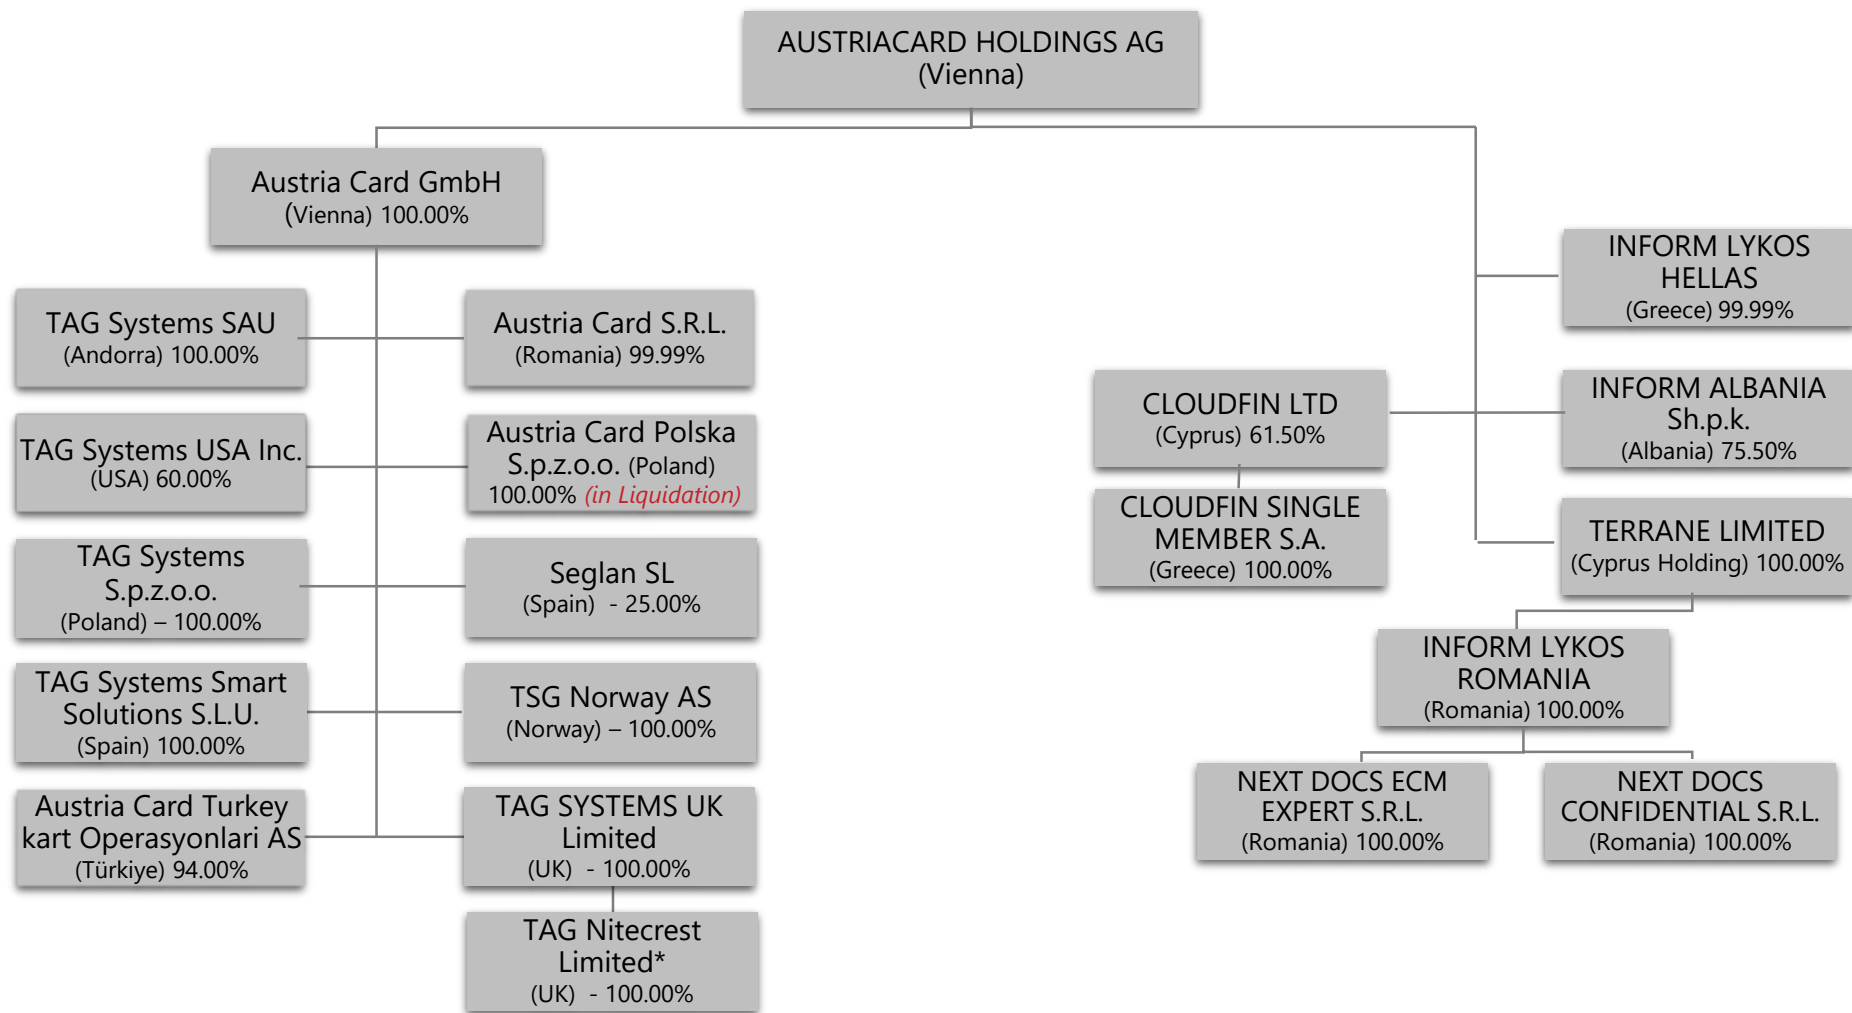 AUSTRIACARD HOLDINGS AG
(Vienna)
Austria Card GmbH
(Vienna) 100.00%
TAG Systems SAU
(Andorra) 100.00%
Austria Card S.R.L.
(Romania) 99.99%
TAG Systems USA Inc.
(USA) 60.00%
Austria Card Polska
S.p.z.o.o. (Poland)
100.00% (in Liquidation)
TAG Systems
S.p.z.o.o.
(Poland) – 100.00%
Seglan SL
(Spain)  - 25.00%
TAG Systems Smart
Solutions S.L.U.
(Spain) 100.00%
TSG Norway AS
(Norway) – 100.00%
Austria Card Turkey
kart Operasyonlari AS
(Türkiye) 94.00%
TAG SYSTEMS UK
Limited
(UK)  - 100.00%
TAG Nitecrest
Limited*
(UK)  - 100.00%
INFORM LYKOS
HELLAS
(Greece) 99.99%
CLOUDFIN LTD
(Cyprus) 61.50%
INFORM ALBANIA
Sh.p.k.
(Albania) 75.50%
CLOUDFIN SINGLE
MEMBER S.A.
(Greece) 100.00%
TERRANE LIMITED
(Cyprus Holding) 100.00%
INFORM LYKOS
ROMANIA
(Romania) 100.00%
NEXT DOCS ECM
EXPERT S.R.L.
(Romania) 100.00%
NEXT DOCS
CONFIDENTIAL S.R.L.
(Romania) 100.00%